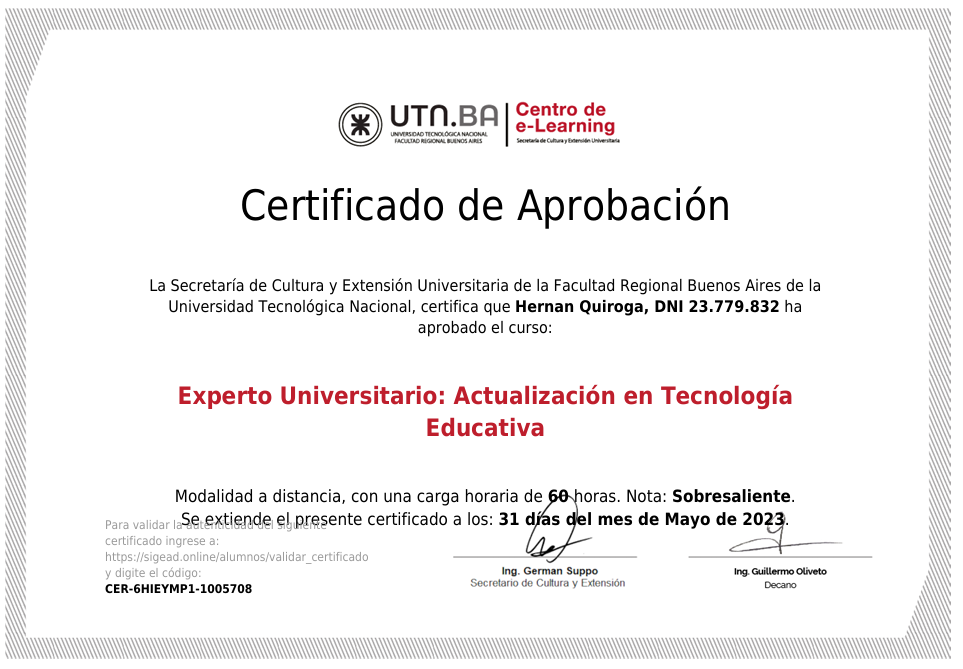 UTN.BA
UNIVERSIDAD TECNOLÓGICA NACIONAL
FACULTAD REGIONAL BUENOS AIRES
Centro de
e-Learning
Secretaría de Cultura y Extensión Universitaria
Certificado de Aprobación
La Secretaría de Cultura y Extensión Universitaria de la Facultad Regional Buenos Aires de la
Universidad Tecnológica Nacional, certifica que Hernan Quiroga, DNI 23.779.832 ha
aprobado el curso:
Experto Universitario: Actualización en Tecnología
Educativa
Modalidad a distancia, con una carga horaria de 60 horas. Nota: Sobresaliente.
Se extiende el presente certificado a los: 31 días del mes de Mayo de 2023.
Para validar la autenticidad del siguiente
certificado ingrese a:
https://sigead.online/alumnos/validar_certificado
y digite el código:
CER-6HIEYMP1-1005708
Ing. German Suppo
Secretario de Cultura y Extensión
Ing. Guillermo Oliveto
Decano